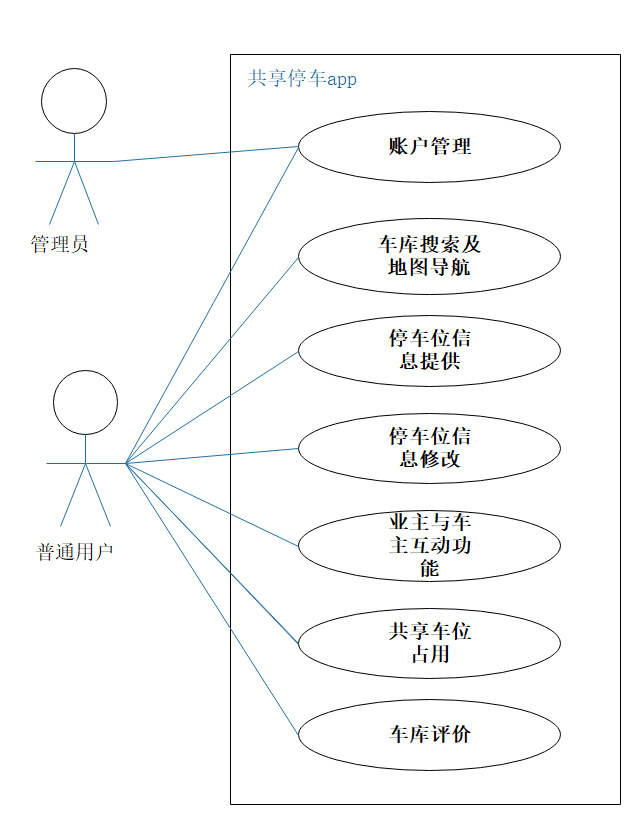 共享停车app
账户管理
管理员
车库搜索及
地图导航
停车位信
息提供
停车位信
息修改
普通用户
业主与车
主互动功
能
共享车位
占用
车库评价